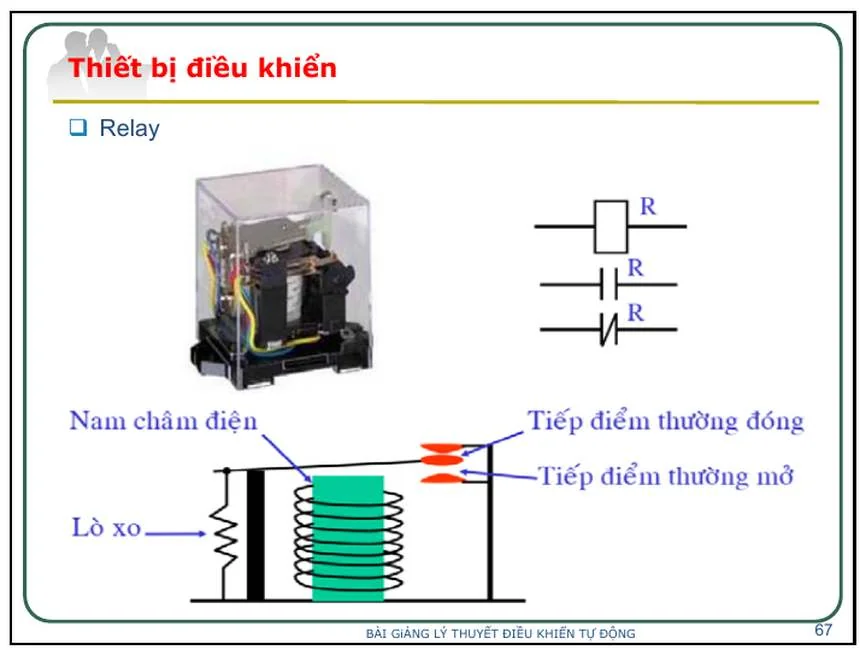 Thiết bị điều khiển
Relay
R
R
R
Nam châm điện
Tiếp điểm thường đóng
Tiếp điểm thường mở
Lò xo
BÀI GiẢNG LÝ THUYẾT ĐIỀU KHIỂN TỰ ĐỘNG
67